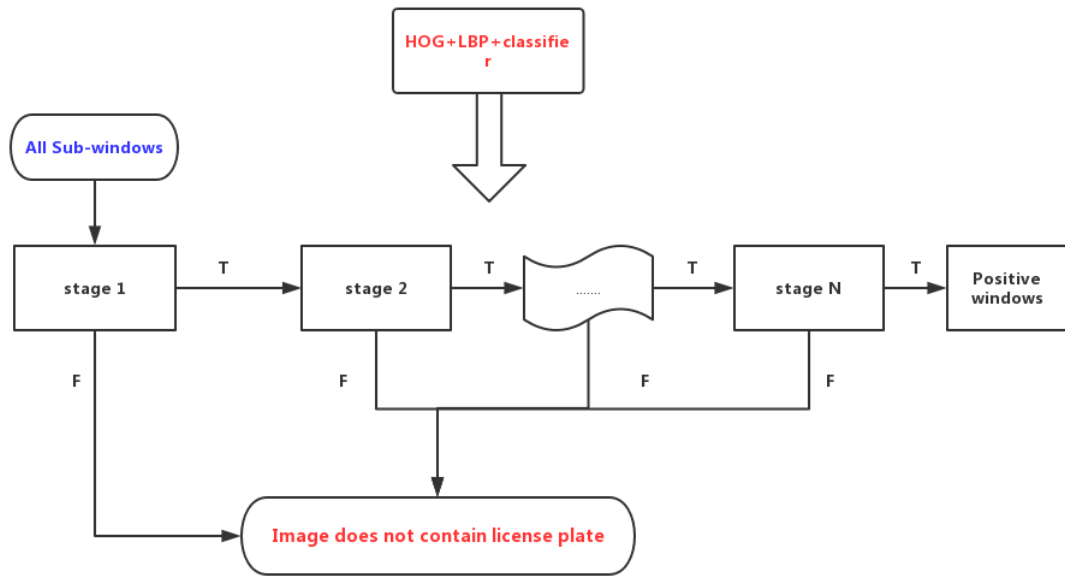 HOG+LBP+classifie
r
All Sub-windows
stage 1
T
stage 2
T
.......
T
stage N
T
Positive
windows
F
F
F
F
Image does not contain license plate